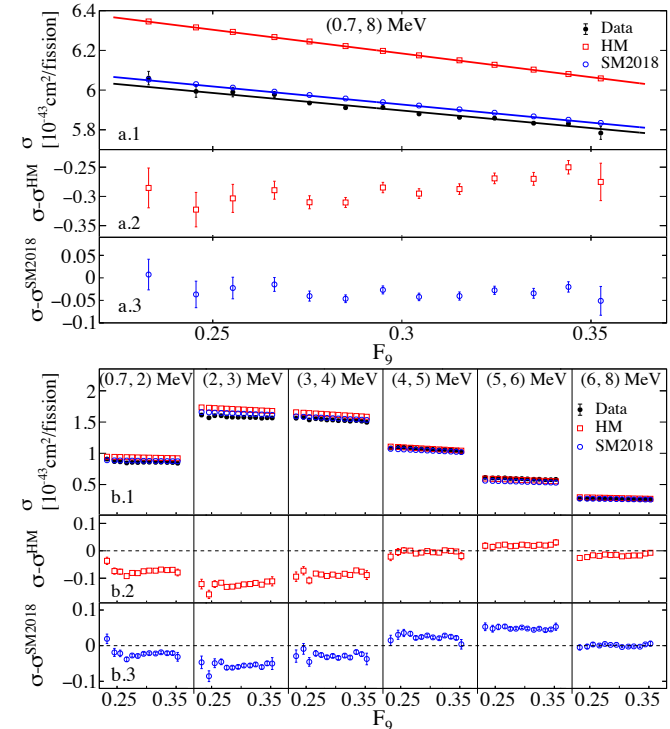 (0.7, 8) MeV
Data
HM
SM2018
6.4
6.2
6
5.8
σ
[10⁻⁴³cm²/fission]
a.1
−0.25
−0.3
−0.35
σ-σᴴᴹ
a.2
0.05
0
−0.05
−0.1
σ-σˢᴹ²⁰¹⁸
a.3
0.25 0.3 0.35
F₉
(0.7, 2) MeV (2, 3) MeV (3, 4) MeV (4, 5) MeV (5, 6) MeV (6, 8) MeV
Data
HM
SM2018
2
1.5
1
0.5
σ
[10⁻⁴³cm²/fission]
b.1
0.1
0
−0.1
σ-σᴴᴹ
b.2
0.1
0
−0.1
σ-σˢᴹ²⁰¹⁸
b.3
0.25 0.35 0.25 0.35 0.25 0.35 0.25 0.35 0.25 0.35 0.25 0.35
F₉